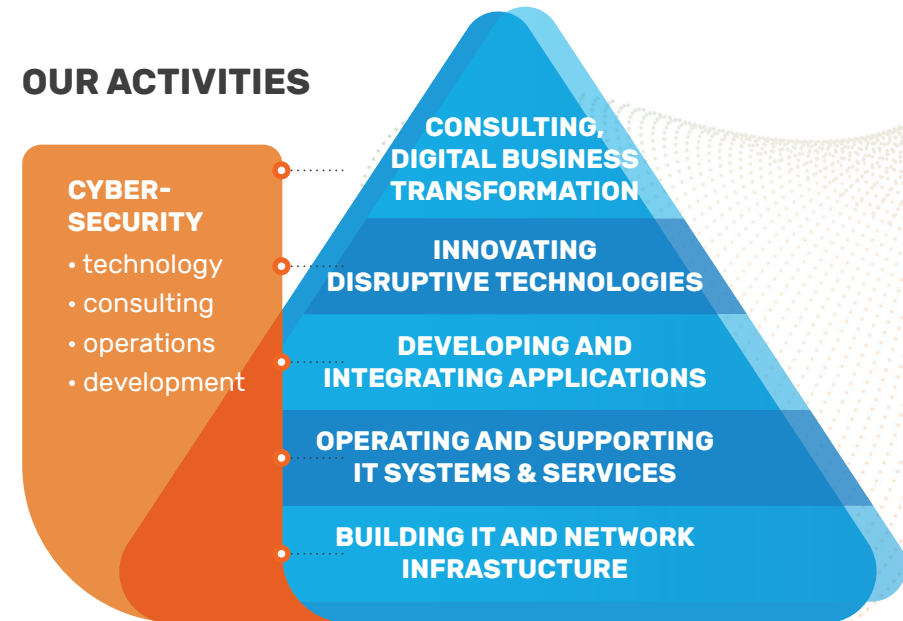 OUR ACTIVITIES
CYBER-
SECURITY
• technology
• consulting
• operations
• development
CONSULTING,
DIGITAL BUSINESS
TRANSFORMATION
INNOVATING
DISRUPTIVE TECHNOLOGIES
DEVELOPING AND
INTEGRATING APPLICATIONS
OPERATING AND SUPPORTING
IT SYSTEMS & SERVICES
BUILDING IT AND NETWORK
INFRASTUCTURE